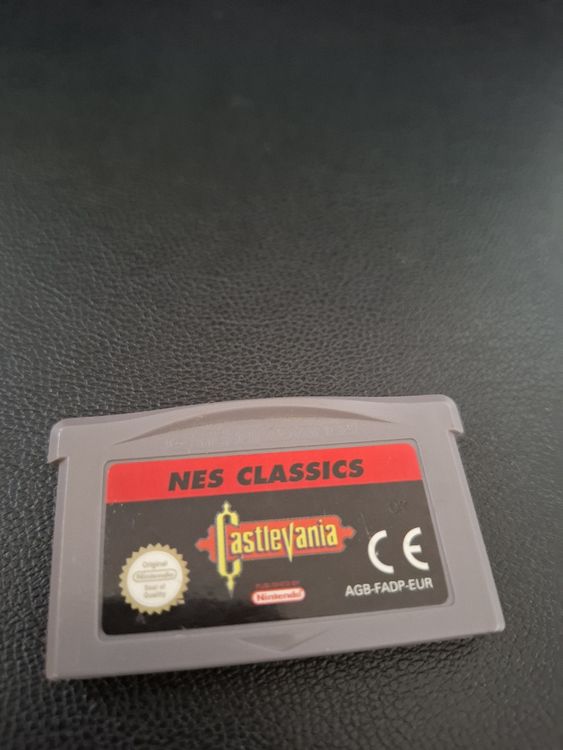 NES CLASSICS
Castlevania
Original
Nintendo
Seal of
Quality
PUBLISHED BY
Nintendo
CE
AGB-FADP-EUR